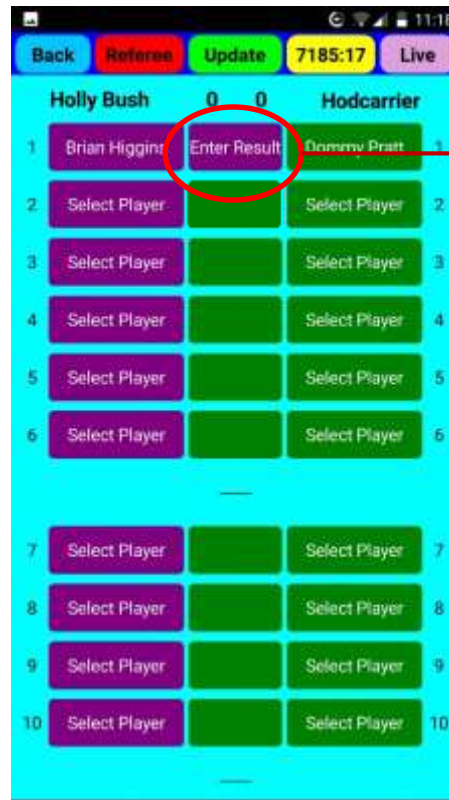 11:18
Back Referee Update 7185:17 Live
Holly Bush 0 0 Hodcarrier
1 Brian Higgins Enter Result Dommy Pratt 1
2 Select Player Select Player 2
3 Select Player Select Player 3
4 Select Player Select Player 4
5 Select Player Select Player 5
6 Select Player Select Player 6
7 Select Player Select Player 7
8 Select Player Select Player 8
9 Select Player Select Player 9
10 Select Player Select Player 10